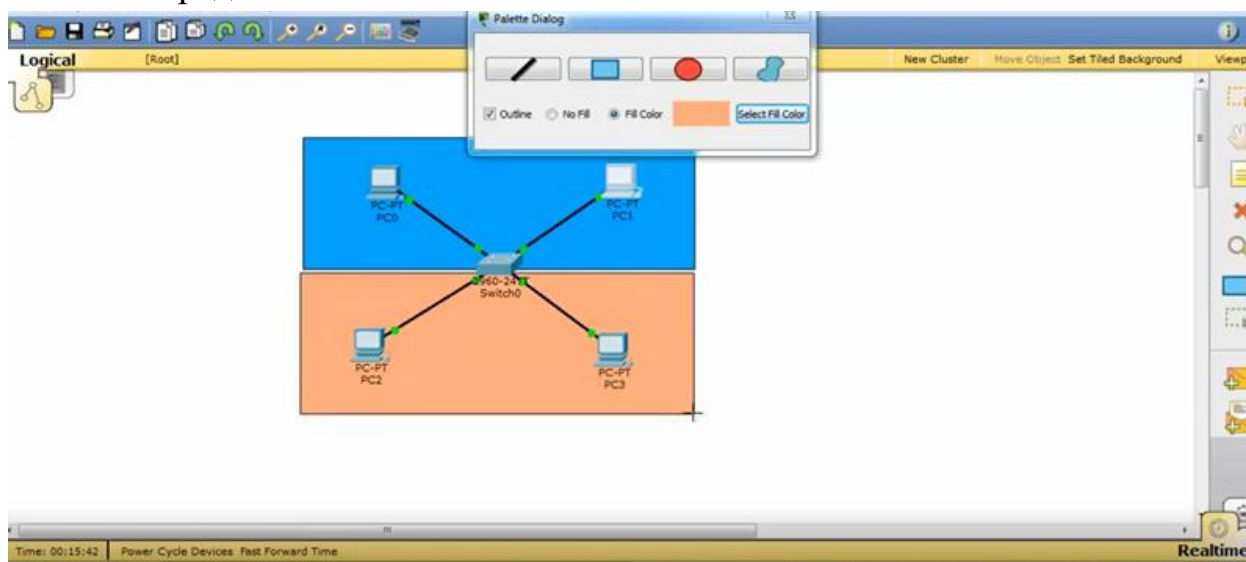 Palette Dialog
Logical
[Root]
New Cluster
Move Object
Set Tiled Background
Viewp
Outline
No Fill
Fill Color
Select Fill Color
PC-PT
PC0
PC-PT
PC1
Switch0
PC-PT
PC2
PC-PT
PC3
Time: 00:15:42
Power Cycle Devices
Fast Forward Time
Realtime